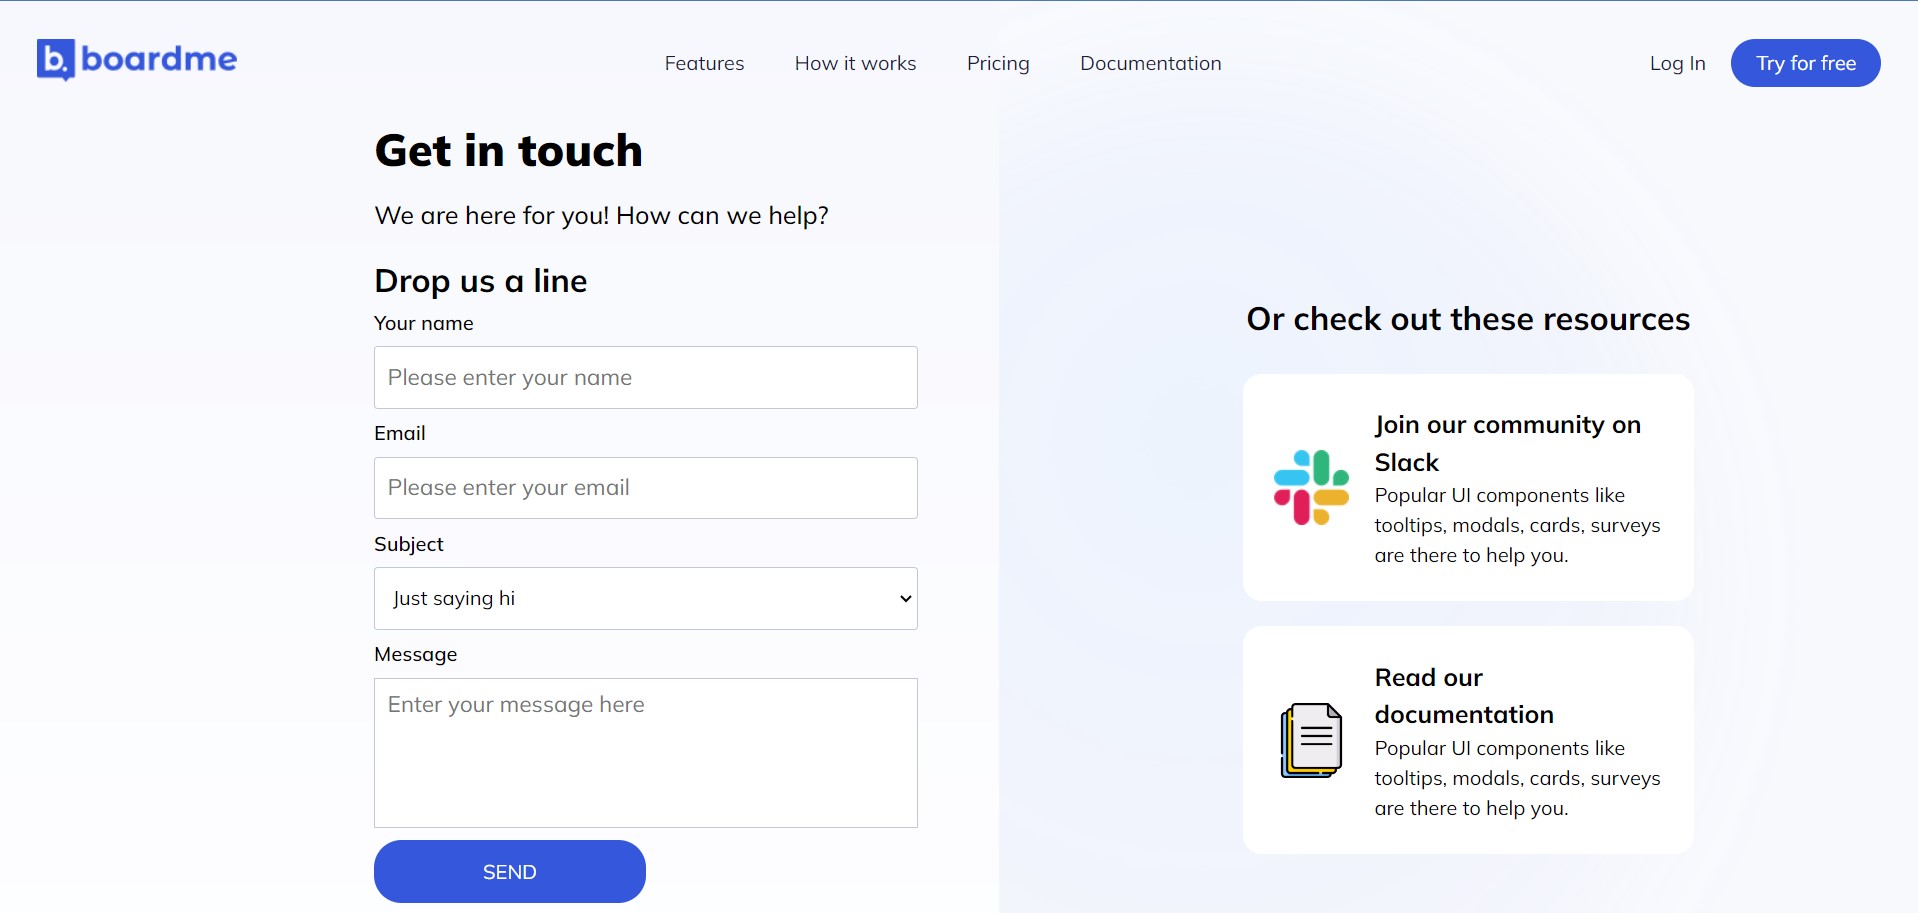 b. boardme
Features
How it works
Pricing
Documentation
Log In
Try for free
Get in touch
We are here for you! How can we help?
Drop us a line
Your name
Please enter your name
Email
Please enter your email
Subject
Just saying hi
Message
Enter your message here
SEND
Or check out these resources
Join our community on
Slack
Popular UI components like
tooltips, modals, cards, surveys
are there to help you.
Read our
documentation
Popular UI components like
tooltips, modals, cards, surveys
are there to help you.